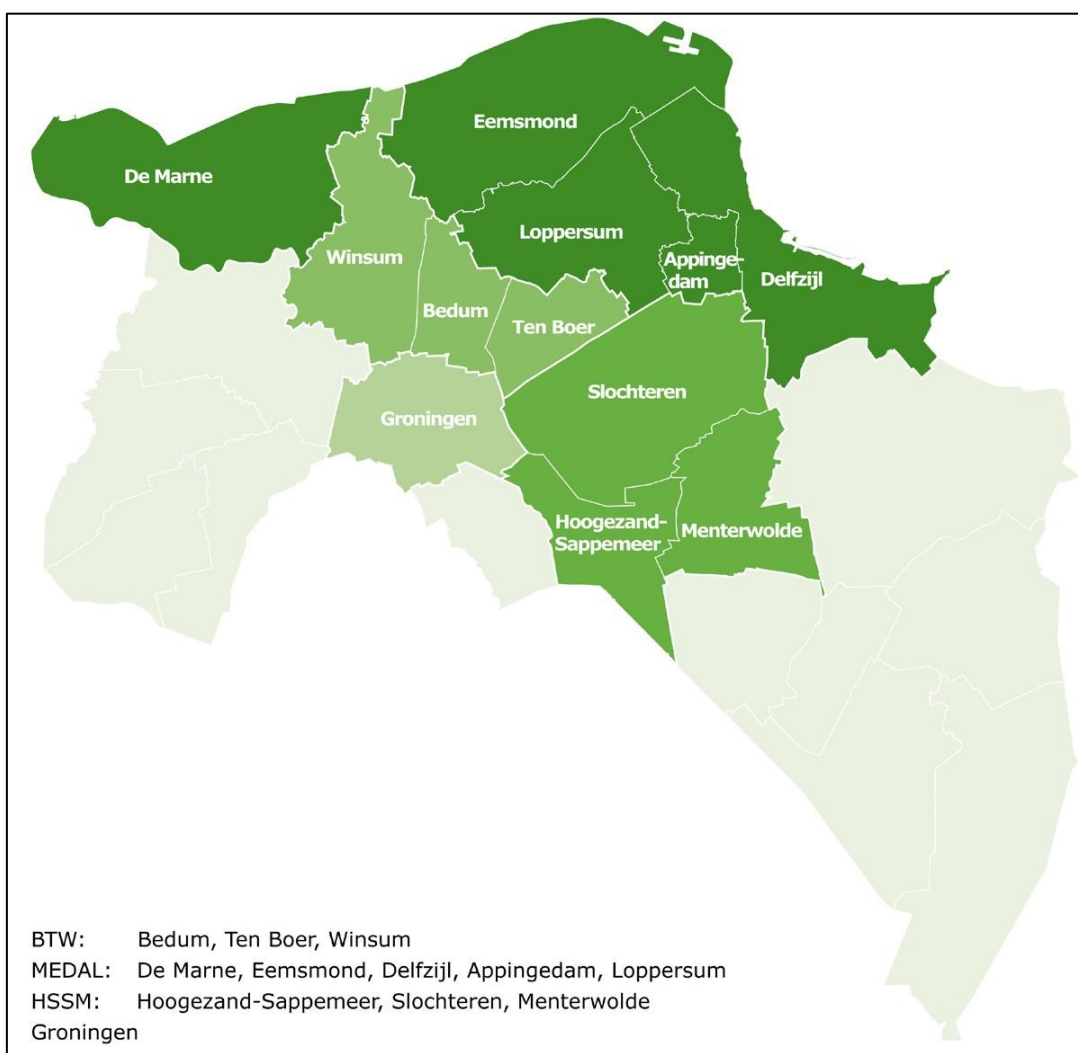 Eemsmond
De Marne
Loppersum
Winsum
Appinge-
dam
Delfzijl
Bedum
Ten Boer
Slochteren
Groningen
Hoogezand-
Sappemeer
Menterwolde
BTW: Bedum, Ten Boer, Winsum
MEDAL: De Marne, Eemsmond, Delfzijl, Appingedam, Loppersum
HSSM: Hoogezand-Sappemeer, Slochteren, Menterwolde
Groningen